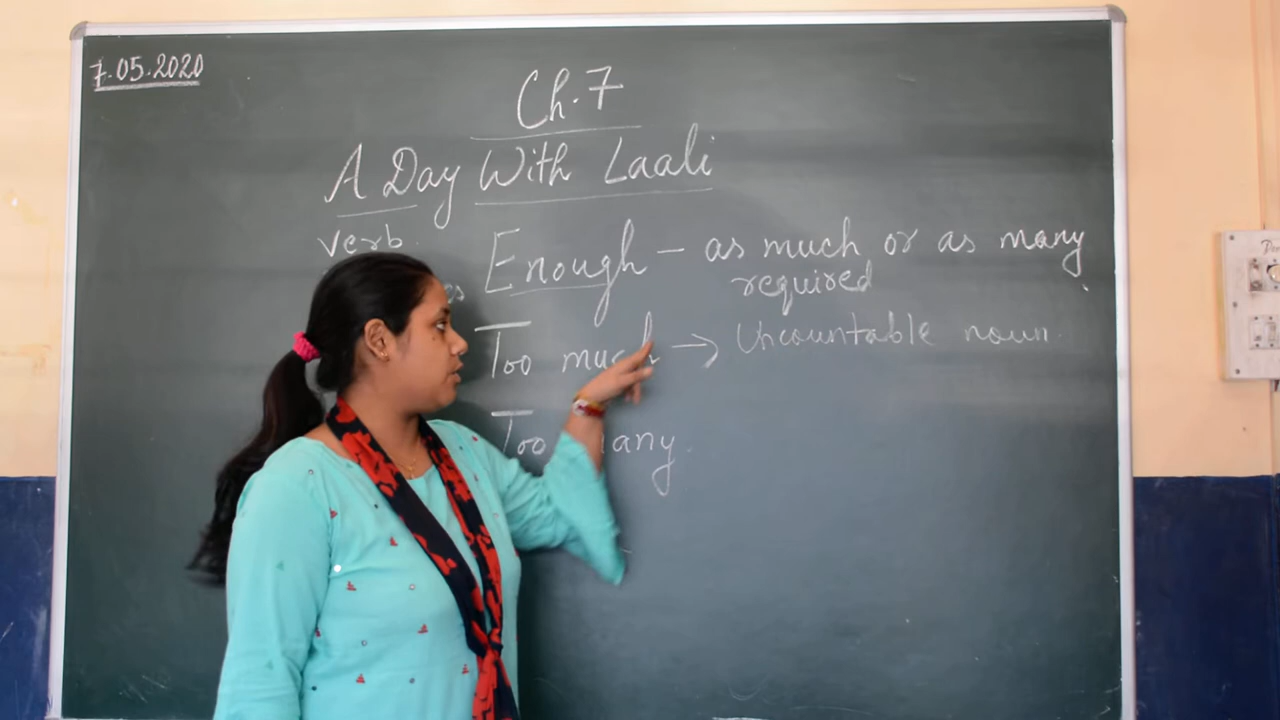 7.05.2020
Ch.7
A Day With Laali
Verb.
Enough - as much or as many
required
Too much → Uncountable noun.
Too many.